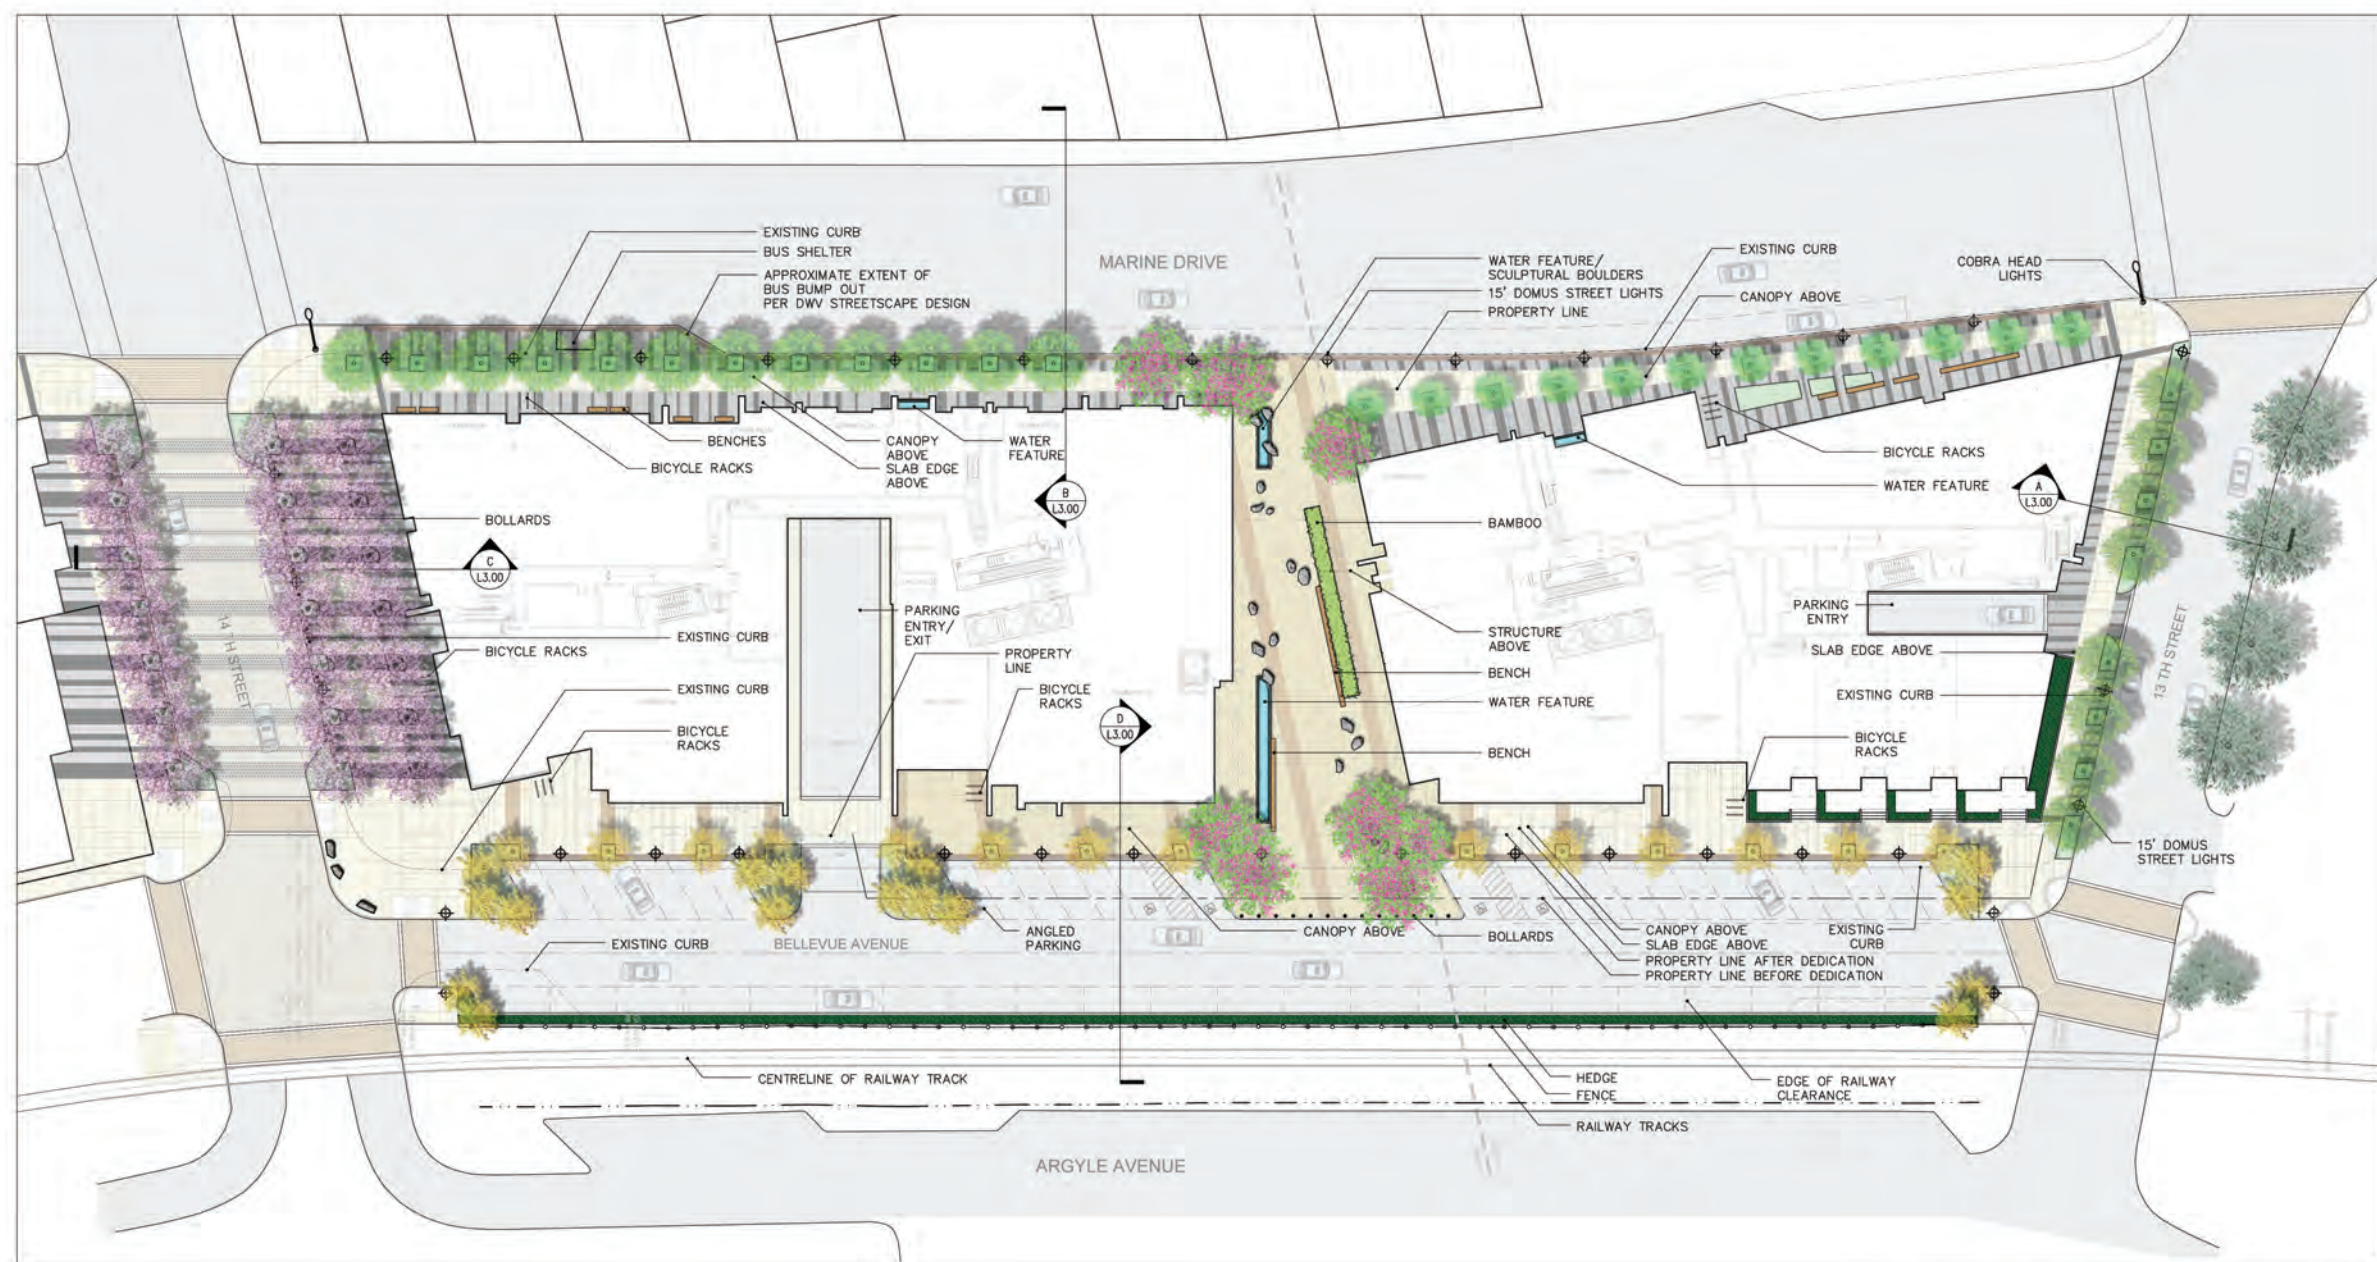 EXISTING CURB
BUS SHELTER
APPROXIMATE EXTENT OF
BUS BUMP OUT
PER DWV STREETSCAPE DESIGN
MARINE DRIVE
WATER FEATURE/
SCULPTURAL BOULDERS
15' DOMUS STREET LIGHTS
PROPERTY LINE
EXISTING CURB
CANOPY ABOVE
COBRA HEAD
LIGHTS
BENCHES
BICYCLE RACKS
CANOPY
ABOVE
SLAB EDGE
ABOVE
WATER
FEATURE
BICYCLE RACKS
WATER FEATURE
A
L3.00
B
L3.00
BOLLARDS
C
L3.00
BAMBOO
PARKING
ENTRY/
EXIT
EXISTING CURB
BICYCLE RACKS
14 TH STREET
PROPERTY
LINE
EXISTING CURB
BICYCLE
RACKS
BICYCLE
RACKS
D
L3.00
STRUCTURE
ABOVE
BENCH
WATER FEATURE
BENCH
PARKING
ENTRY
SLAB EDGE ABOVE
EXISTING CURB
13 TH STREET
BICYCLE
RACKS
15' DOMUS
STREET LIGHTS
EXISTING CURB
BELLEVUE AVENUE
ANGLED
PARKING
CANOPY ABOVE
BOLLARDS
CANOPY ABOVE
SLAB EDGE ABOVE
PROPERTY LINE AFTER DEDICATION
PROPERTY LINE BEFORE DEDICATION
EXISTING
CURB
CENTRELINE OF RAILWAY TRACK
HEDGE
FENCE
EDGE OF RAILWAY
CLEARANCE
RAILWAY TRACKS
ARGYLE AVENUE